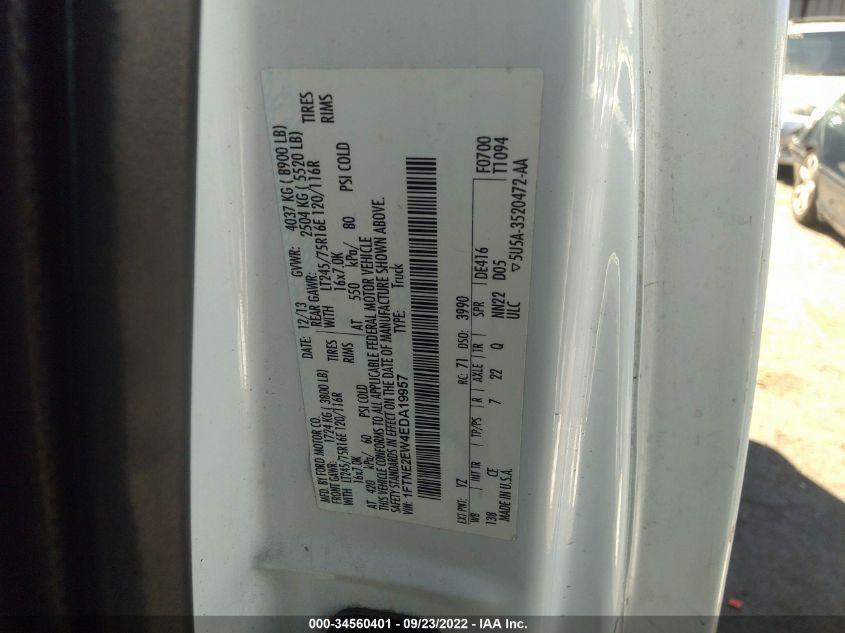 MFD. BY FORD MOTOR CO.
DATE: 12/13 GVWR: 4037 KG ( 8900 LB)
FRONT GAWR: 1724 KG ( 3800 LB) REAR GAWR: 2504 KG ( 5520 LB)
WITH LT245/75R16E 120/116R TIRES WITH LT245/75R16E 120/116R TIRES
16x7.0K RIMS 16x7.0K RIMS
AT 420 kPa/ 60 PSI COLD AT 550 kPa/ 80 PSI COLD
THIS VEHICLE CONFORMS TO ALL APPLICABLE FEDERAL MOTOR VEHICLE
SAFETY STANDARDS IN EFFECT ON THE DATE OF MANUFACTURE SHOWN ABOVE.
VIN: 1FTNE2EW4EDA19957 TYPE: Truck
EXT PNT: YZ RC: 71 DSO: 3990 F0700
WB INT TR TP/PS R AXLE TR SPR DE416 T1094
138 CE 7 22 Q NN22 D05
MADE IN U.S.A. ULC ▽5U5A-3520472-AA
000-34560401 - 09/23/2022 - IAA Inc.